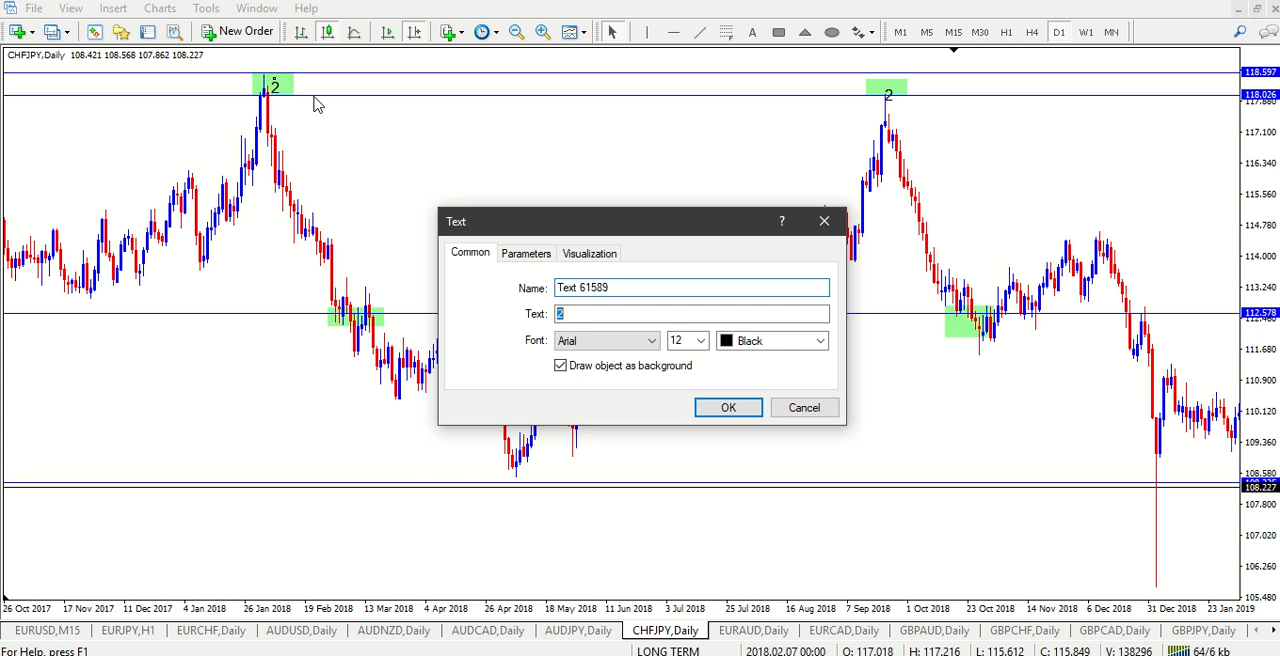 File View Insert Charts Tools Window Help
New Order
A
M1 M5 M15 M30 H1 H4 D1 W1 MN
CHFJPY,Daily 108.421 108.568 107.862 108.227
118.597
118.026
117.880
117.100
116.340
115.560
114.780
114.000
113.240
112.578
111.680
110.900
110.120
109.360
108.580
108.227
107.800
107.020
106.260
105.480
2
2
Text ?
Common Parameters Visualization
Name: Text 61589
Text: 2
Font: Arial 12 Black
Draw object as background
OK Cancel
26 Oct 2017 17 Nov 2017 11 Dec 2017 4 Jan 2018 26 Jan 2018 19 Feb 2018 13 Mar 2018 4 Apr 2018 26 Apr 2018 18 May 2018 11 Jun 2018 3 Jul 2018 25 Jul 2018 16 Aug 2018 7 Sep 2018 1 Oct 2018 23 Oct 2018 14 Nov 2018 6 Dec 2018 31 Dec 2018 23 Jan 2019
EURUSD,M15 EURJPY,H1 EURCHF,Daily AUDUSD,Daily AUDNZD,Daily AUDCAD,Daily AUDJPY,Daily CHFJPY,Daily EURAUD,Daily EURCAD,Daily GBPAUD,Daily GBPCHF,Daily GBPCAD,Daily GBPJPY,Daily
For Help, press F1 LONG TERM 2018.02.07 00:00 O: 117.018 H: 117.216 L: 115.612 C: 115.849 V: 138296 64/6 kb